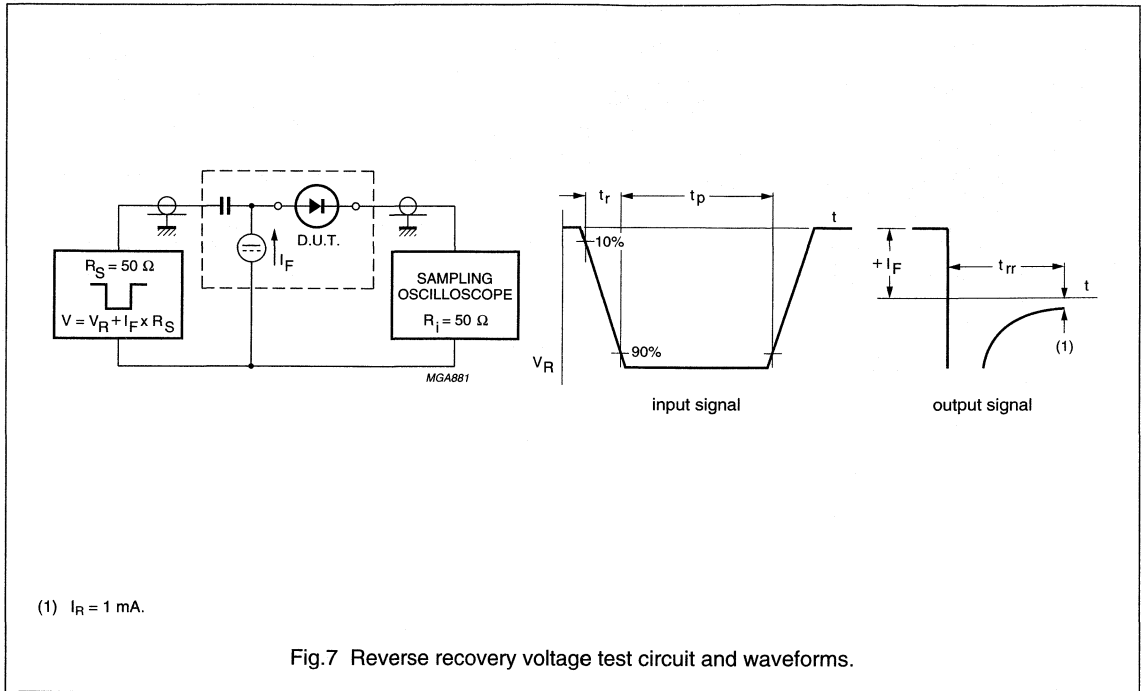 R_S = 50 Ω
V = V_R + I_F x R_S
I_F
D.U.T.
SAMPLING
OSCILLOSCOPE
R_i = 50 Ω
MGA881
t_r
t_p
t
10%
90%
V_R
input signal
+ I_F
t_rr
t
(1)
output signal
(1) I_R = 1 mA.
Fig.7 Reverse recovery voltage test circuit and waveforms.